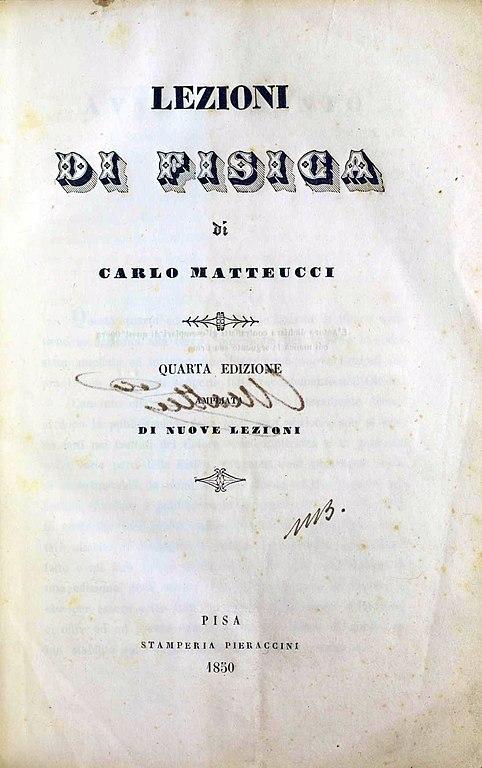 LEZIONI
DI FISICA
di
CARLO MATTEUCCI
QUARTA EDIZIONE
AMPLIATA
DI NUOVE LEZIONI
PISA
STAMPERIA PIERACCINI
1850